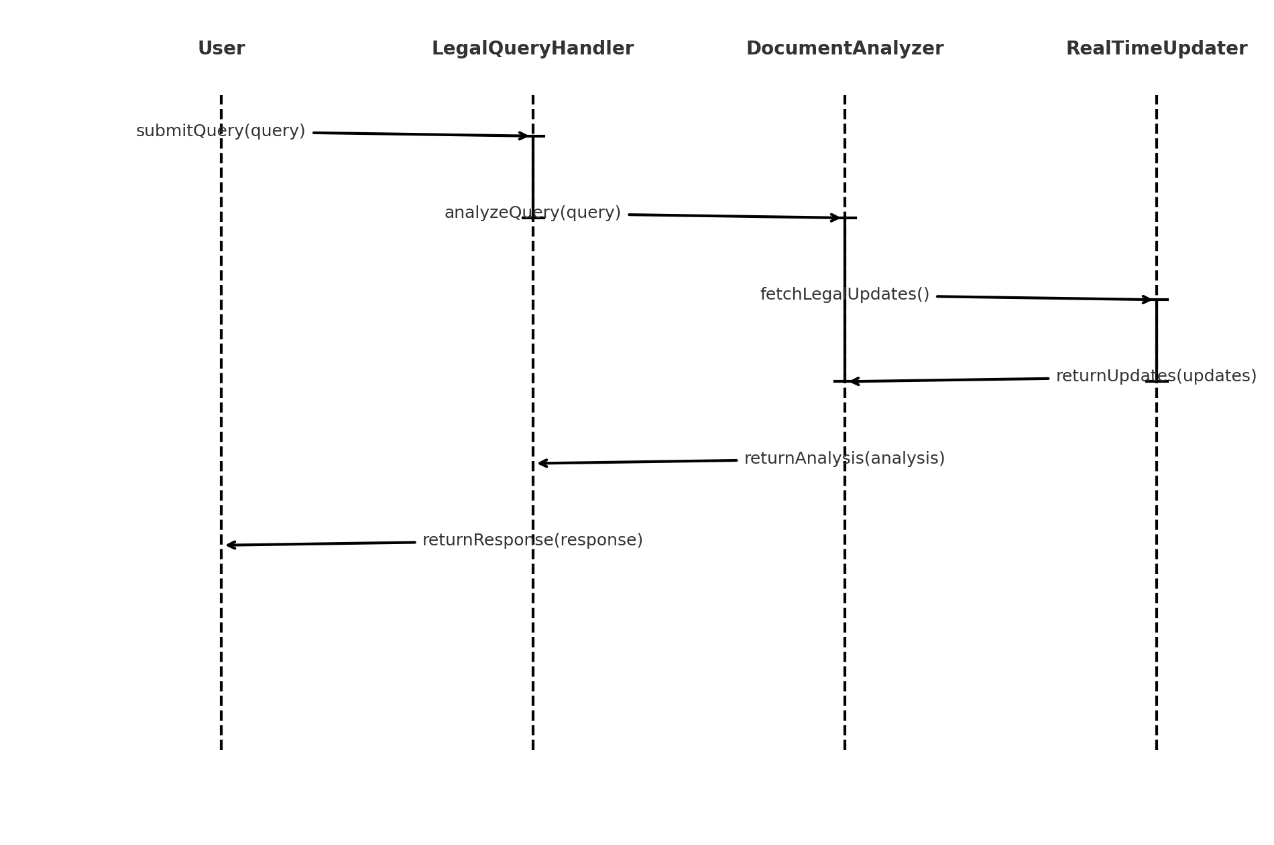 User
LegalQueryHandler
DocumentAnalyzer
RealTimeUpdater
submitQuery(query)
analyzeQuery(query)
fetchLegalUpdates()
returnUpdates(updates)
returnAnalysis(analysis)
returnResponse(response)